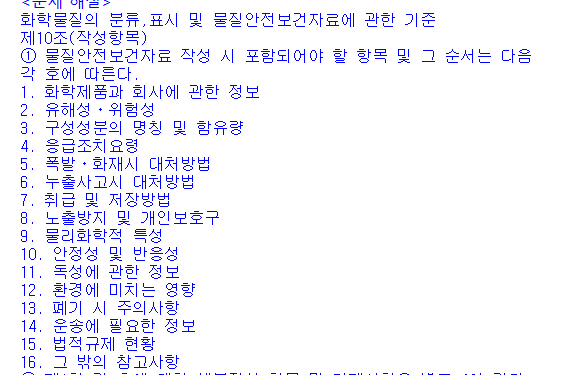 <문제 해설>
화학물질의 분류,표시 및 물질안전보건자료에 관한 기준
제10조(작성항목)
① 물질안전보건자료 작성 시 포함되어야 할 항목 및 그 순서는 다음
각 호에 따른다.
1. 화학제품과 회사에 관한 정보
2. 유해성·위험성
3. 구성성분의 명칭 및 함유량
4. 응급조치요령
5. 폭발·화재시 대처방법
6. 누출사고시 대처방법
7. 취급 및 저장방법
8. 노출방지 및 개인보호구
9. 물리화학적 특성
10. 안정성 및 반응성
11. 독성에 관한 정보
12. 환경에 미치는 영향
13. 폐기 시 주의사항
14. 운송에 필요한 정보
15. 법적규제 현황
16. 그 밖의 참고사항